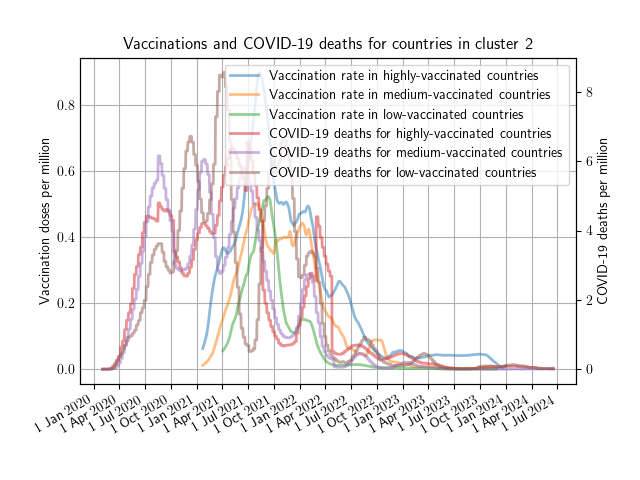 Vaccinations and COVID-19 deaths for countries in cluster 2
Vaccination rate in highly-vaccinated countries
Vaccination rate in medium-vaccinated countries
Vaccination rate in low-vaccinated countries
COVID-19 deaths for highly-vaccinated countries
COVID-19 deaths for medium-vaccinated countries
COVID-19 deaths for low-vaccinated countries
Vaccination doses per million
0.8
0.6
0.4
0.2
0.0
COVID-19 deaths per million
8
6
4
2
0
1 Jan 2020
1 Apr 2020
1 Jul 2020
1 Oct 2020
1 Jan 2021
1 Apr 2021
1 Jul 2021
1 Oct 2021
1 Jan 2022
1 Apr 2022
1 Jul 2022
1 Oct 2022
1 Jan 2023
1 Apr 2023
1 Jul 2023
1 Oct 2023
1 Jan 2024
1 Apr 2024
1 Jul 2024